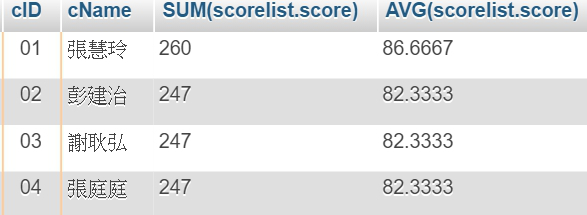 cID cName SUM(scorelist.score) AVG(scorelist.score)
01 張慧玲 260 86.6667
02 彭建治 247 82.3333
03 謝耿弘 247 82.3333
04 張庭庭 247 82.3333